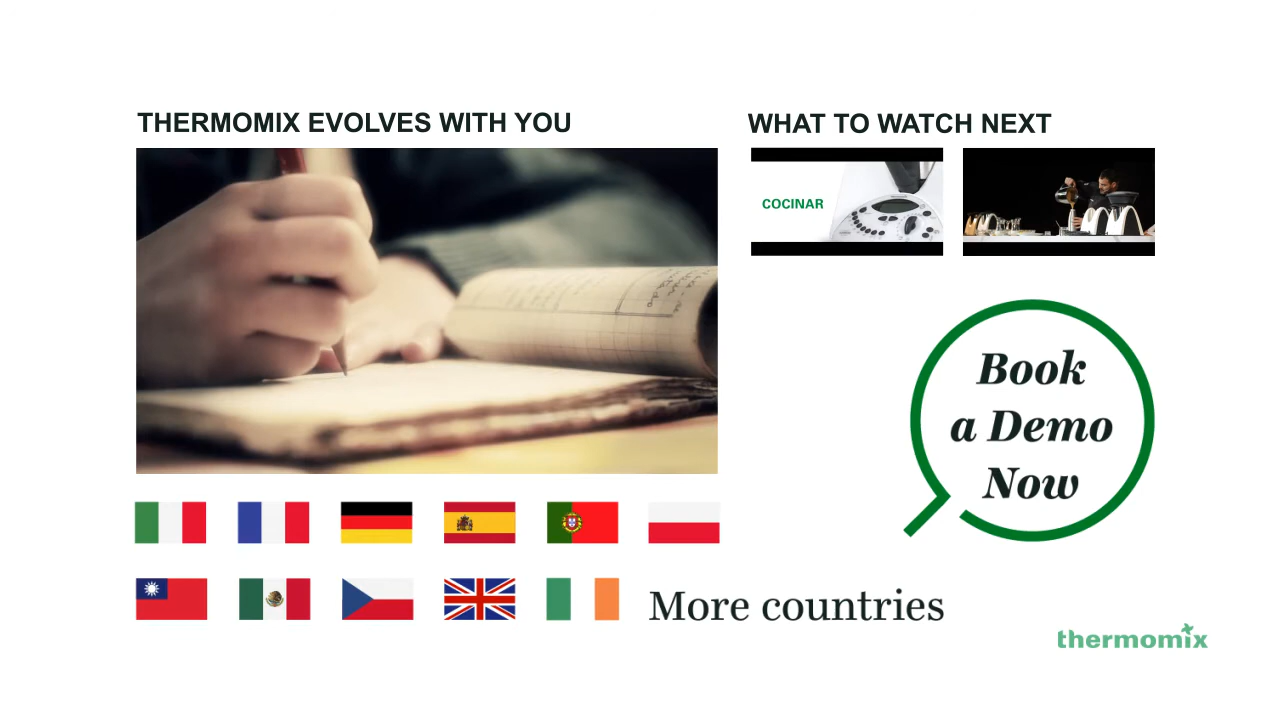 THERMOMIX EVOLVES WITH YOU
WHAT TO WATCH NEXT
COCINAR
Book
a Demo
Now
More countries
thermomix